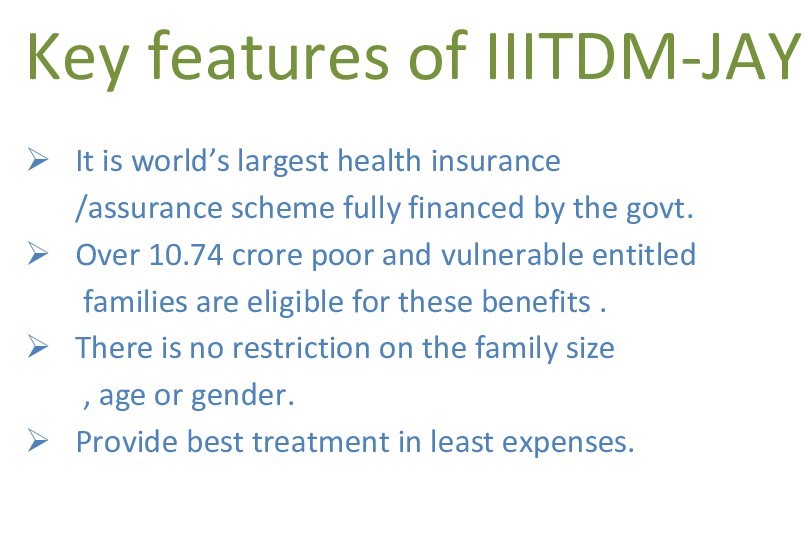 Key features of IIITDM-JAY
➢ It is world's largest health insurance
/assurance scheme fully financed by the govt.
➢ Over 10.74 crore poor and vulnerable entitled
families are eligible for these benefits .
➢ There is no restriction on the family size
, age or gender.
➢ Provide best treatment in least expenses.